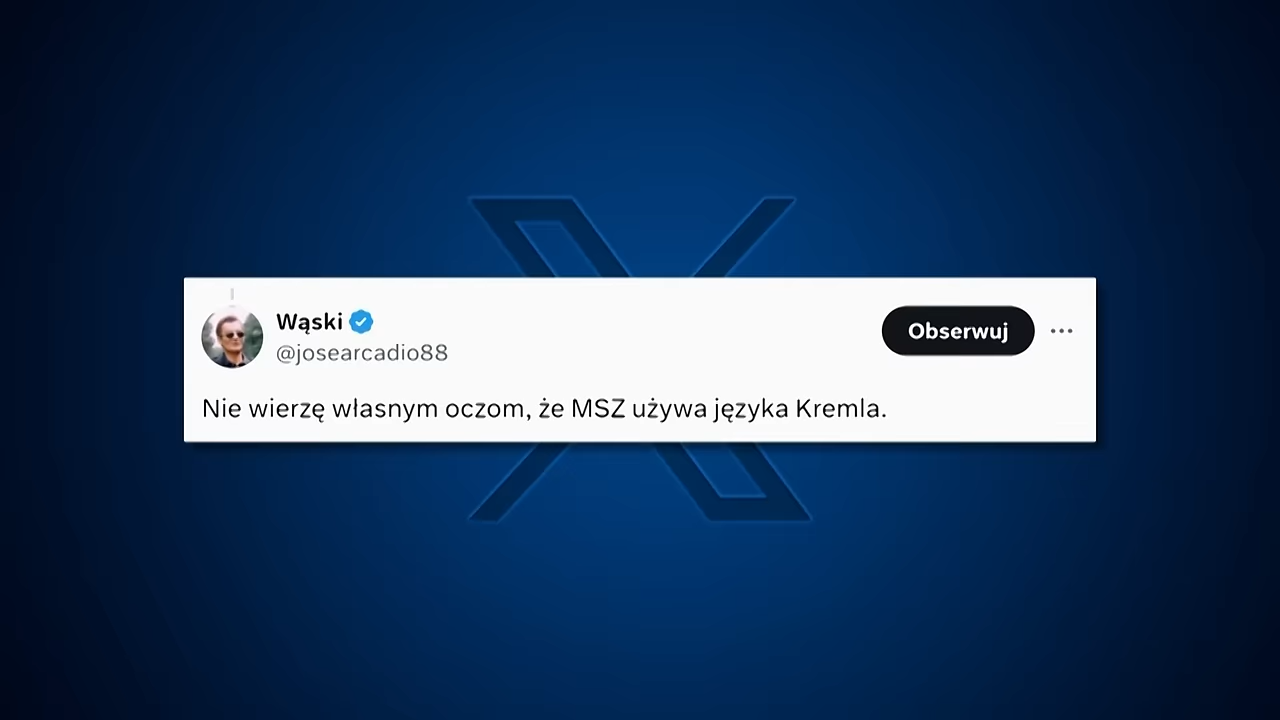 Wąski
@josearcadio88
Obserwuj
Nie wierzę własnym oczom, że MSZ używa języka Kremla.